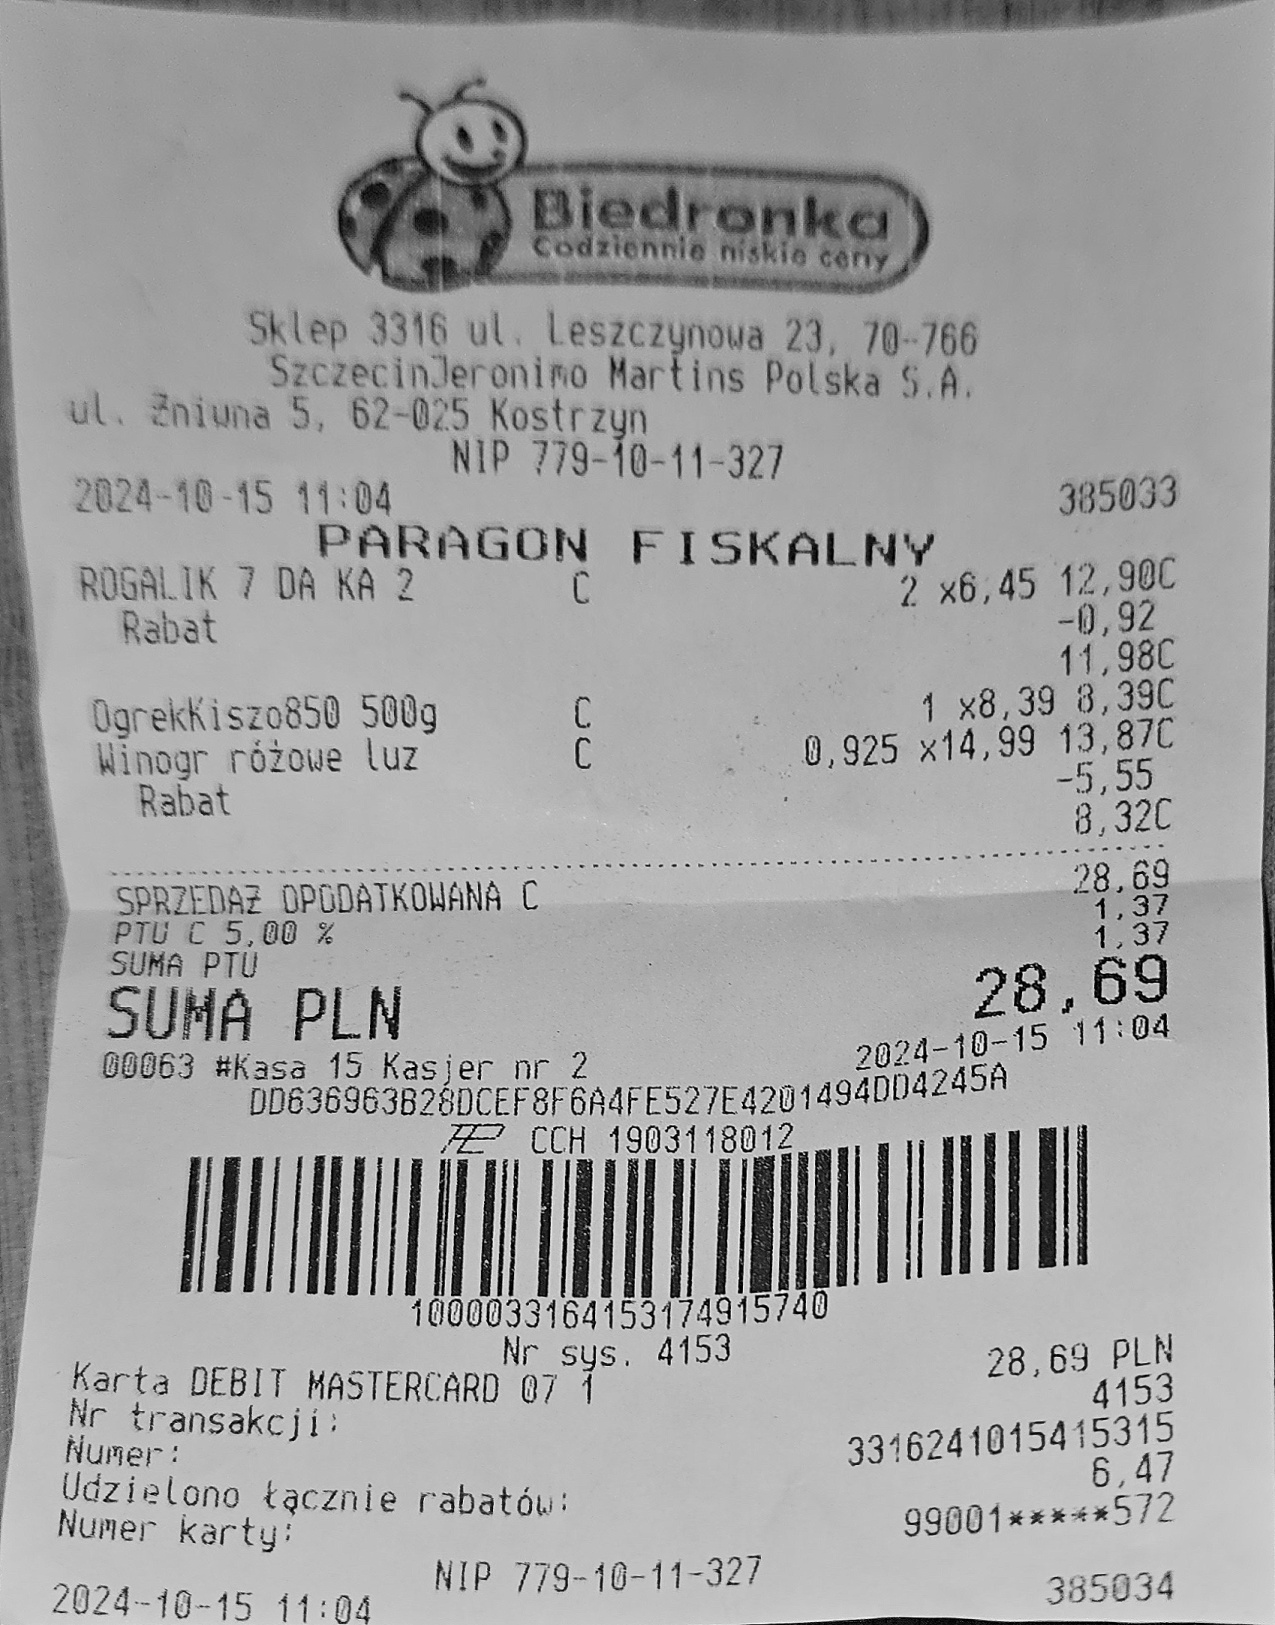 Biedronka
Codziennie niskie ceny
Sklep 3316 ul. Leszczynowa 23, 70-766
SzczecinJeronimo Martins Polska S.A.
ul. Żniwna 5, 62-025 Kostrzyn
NIP 779-10-11-327
2024-10-15 11:04 385033
PARAGON FISKALNY
ROGALIK 7 DA KA 2 C 2 x6,45 12,90C
Rabat -0,92
11,98C
OgrekKiszo850 500g C 1 x8,39 8,39C
Winogr różowe luz C 0,925 x14,99 13,87C
Rabat -5,55
8,32C
SPRZEDAŻ OPODATKOWANA C 28,69
PTU C 5,00 % 1,37
SUMA PTU 1,37
SUMA PLN 28,69
00063 #Kasa 15 Kasjer nr 2 2024-10-15 11:04
DD636963B28DCEF8F6A4FE527E4201494DD4245A
CCH 1903118012
1000033164153174915740
Nr sys. 4153
Karta DEBIT MASTERCARD 07 1 28,69 PLN
Nr transakcji: 4153
Numer: 3316241015415315
Udzielono łącznie rabatów: 6,47
Numer karty: 99001*****572
NIP 779-10-11-327
2024-10-15 11:04 385034